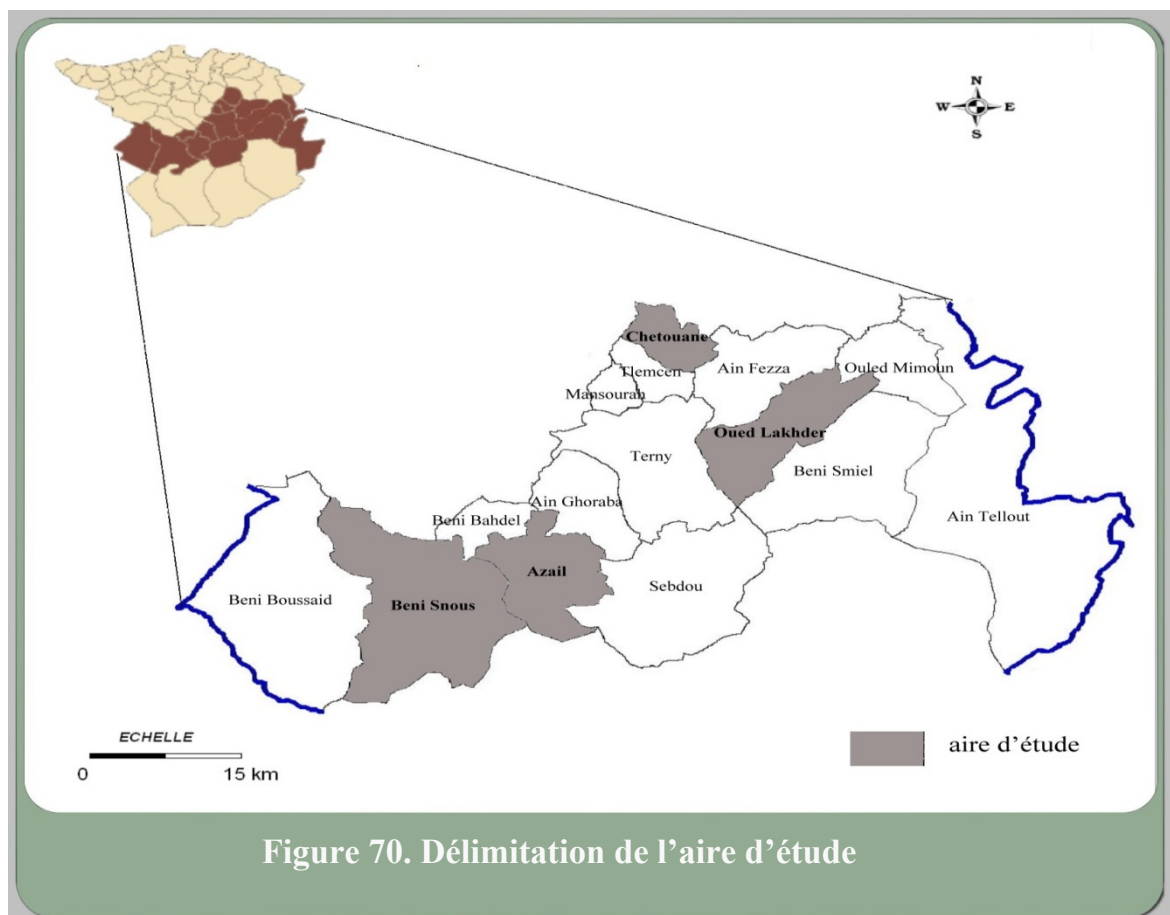 N
W E
S
Chetouane
Tlemcen
Ain Fezza
Ouled Mimoun
Mansourah
Oued Lakhder
Terny
Beni Smiel
Ain Ghoraba
Beni Bahdel
Ain Tellout
Azail
Sebdou
Beni Boussaid
Beni Snous
ECHELLE
0 15 km
aire d’étude
Figure 70. Délimitation de l’aire d’étude